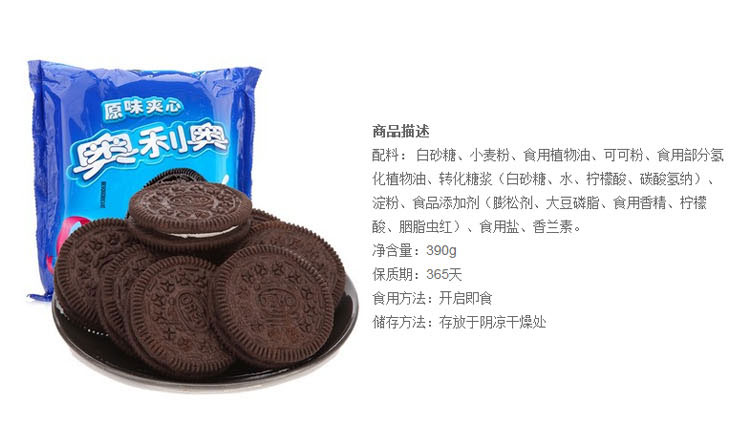 原味夹心
奥利奥
商品描述
配料：白砂糖、小麦粉、食用植物油、可可粉、食用部分氢
化植物油、转化糖浆（白砂糖、水、柠檬酸、碳酸氢纳）、
淀粉、食品添加剂（膨松剂、大豆磷脂、食用香精、柠檬
酸、胭脂虫红）、食用盐、香兰素。
净含量：390g
保质期：365天
食用方法：开启即食
储存方法：存放于阴凉干燥处